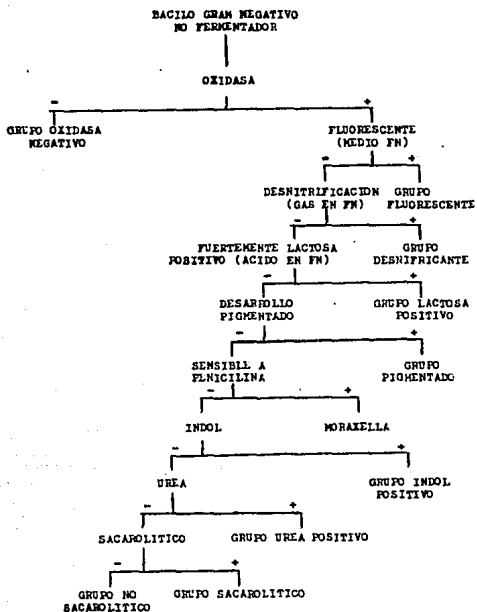 BACILO GRAM NEGATIVO
NO FERMENTADOR
OXIDASA
- +
GRUPO OXIDASA
NEGATIVO
FLUORESCENTE
(MEDIO FN)
- +
DESNITRIFICACION
(GAS EN FN)
GRUPO
FLUORESCENTE
- +
FUERTEMENTE LACTOSA
POSITIVO (ACIDO EN FN)
GRUPO
DESNIFRICANTE
- +
DESARROLLO
PIGMENTADO
GRUPO LACTOSA
POSITIVO
- +
SENSIBLE A
PENICILINA
GRUPO
PIGMENTADO
- +
INDOL
MORAXELLA
- +
UREA
GRUPO INDOL
POSITIVO
- +
SACAROLITICO
GRUPO UREA POSITIVO
- +
GRUPO NO
SACAROLITICO
GRUPO SACAROLITICO